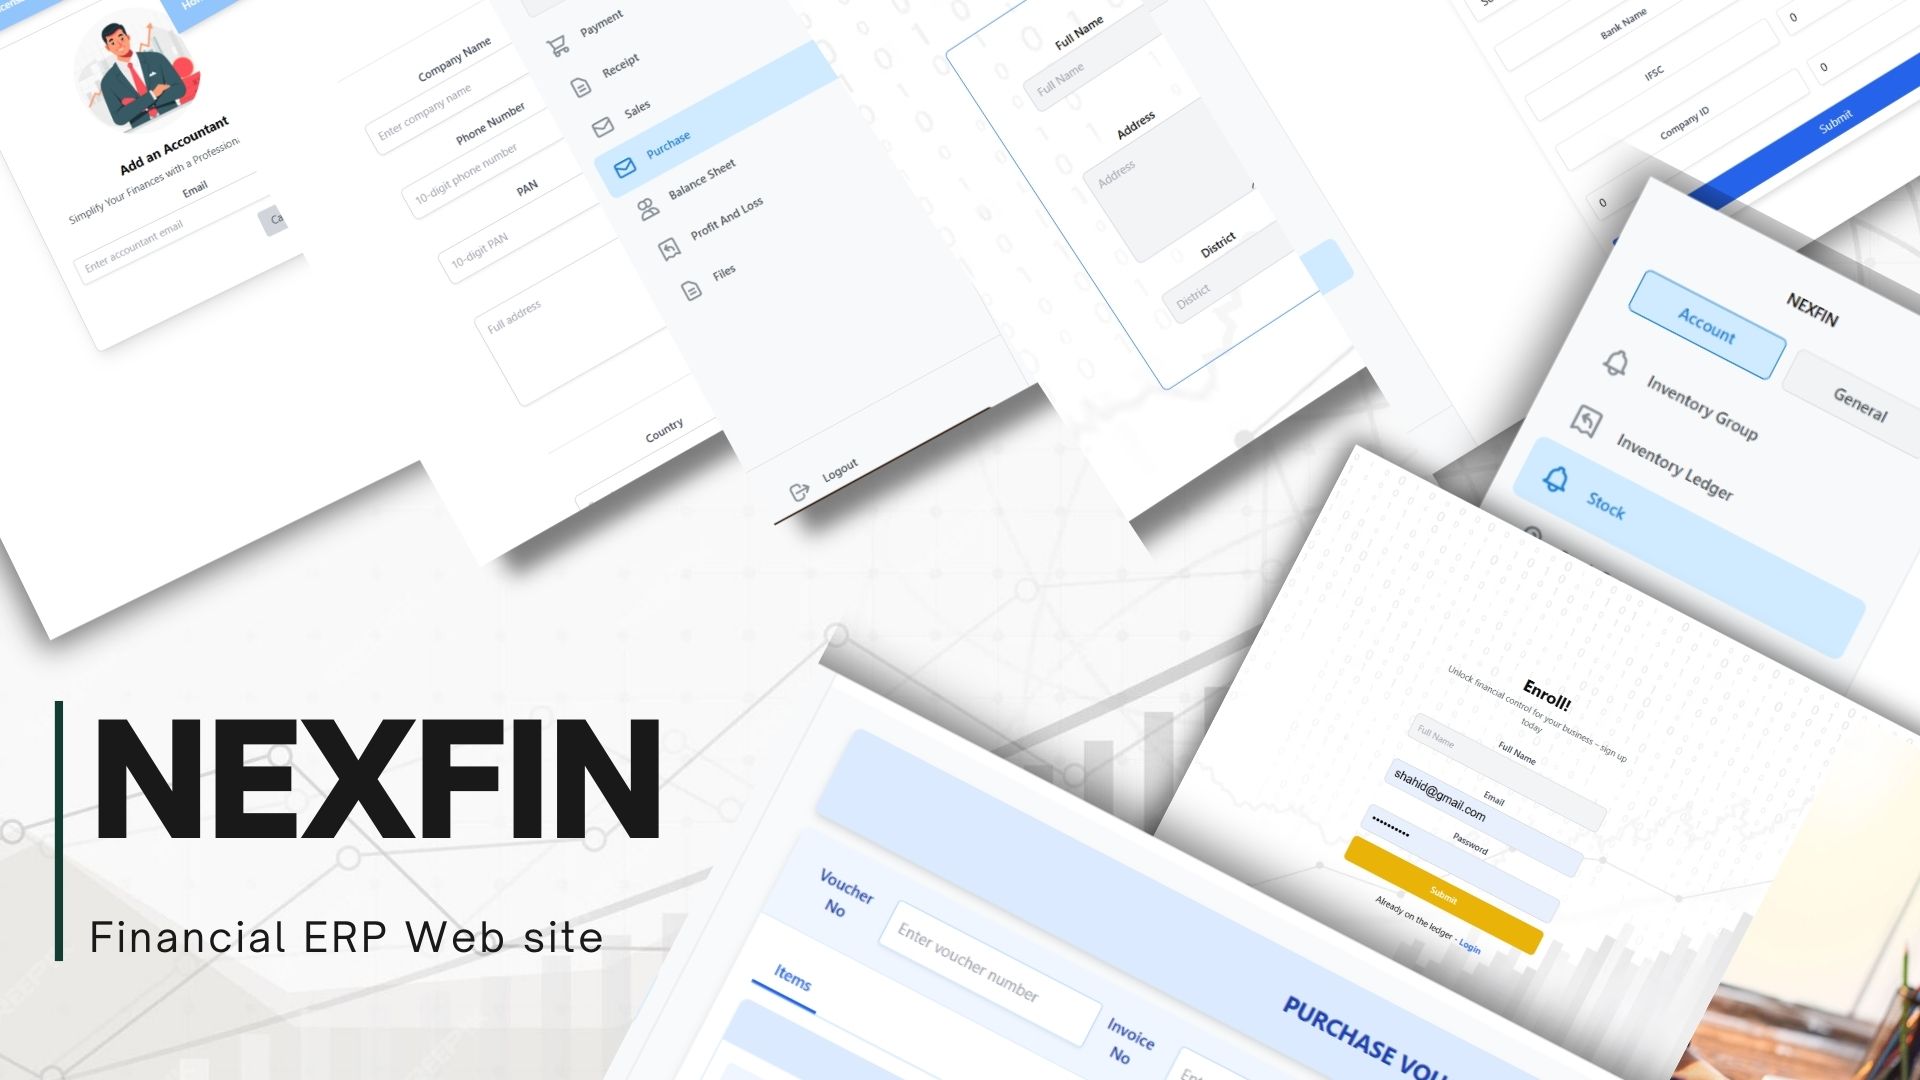 Add an Accountant
Simplify Your Finances with a
Email
Enter accountant email
Company Name
Enter company name
Phone Number
10-digit phone number
PAN
10-digit PAN
Full address
Country
Payment
Receipt
Sales
Purchase
Balance Sheet
Profit And Loss
Files
Logout
Full Name
Full Name
Address
Address
District
District
Bank Name
0
IFSC
0
Company ID
Submit
0
NEXFIN
Account
General
Inventory Group
Inventory Ledger
Stock
Enroll!
Unlock financial control for your business – sign up
today
Full Name
Full Name
Email
shahid@gmail.com
Password
••••••••••
Submit
Already on the ledger - Login
NEXFIN
Financial ERP Web site
Voucher
No
Enter voucher number
Invoice
No
Items
PURCHASE